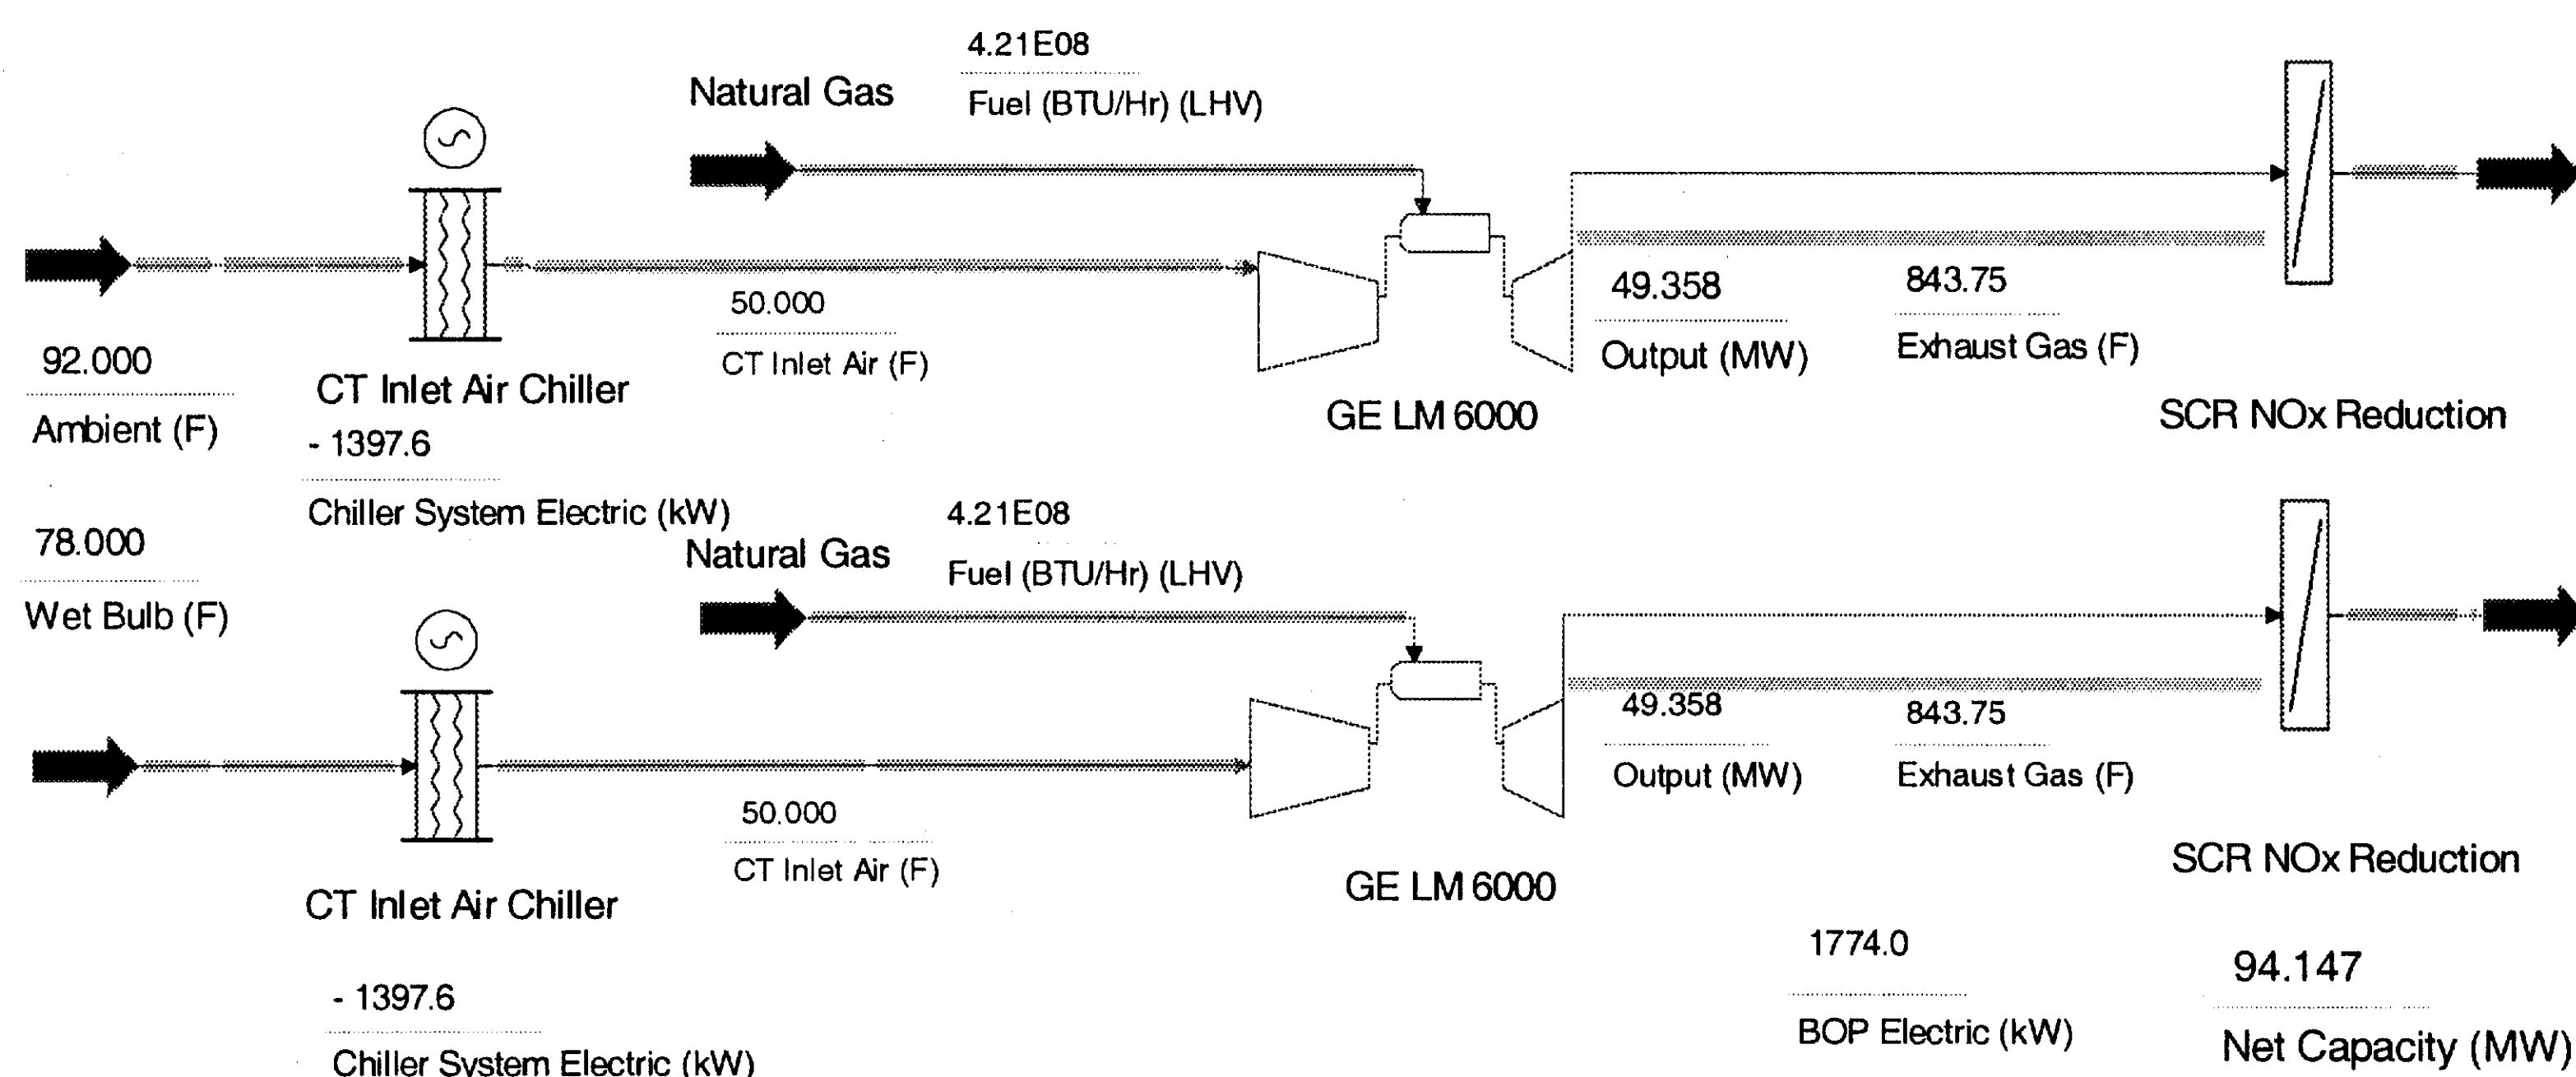 4.21E08
Natural Gas
Fuel (BTU/Hr) (LHV)
50.000
CT Inlet Air (F)
49.358
Output (MW)
843.75
Exhaust Gas (F)
92.000
Ambient (F)
CT Inlet Air Chiller
- 1397.6
Chiller System Electric (kW)
GE LM 6000
SCR NOx Reduction
78.000
Wet Bulb (F)
4.21E08
Natural Gas
Fuel (BTU/Hr) (LHV)
50.000
CT Inlet Air (F)
49.358
Output (MW)
843.75
Exhaust Gas (F)
CT Inlet Air Chiller
GE LM 6000
SCR NOx Reduction
- 1397.6
Chiller System Electric (kW)
1774.0
BOP Electric (kW)
94.147
Net Capacity (MW)